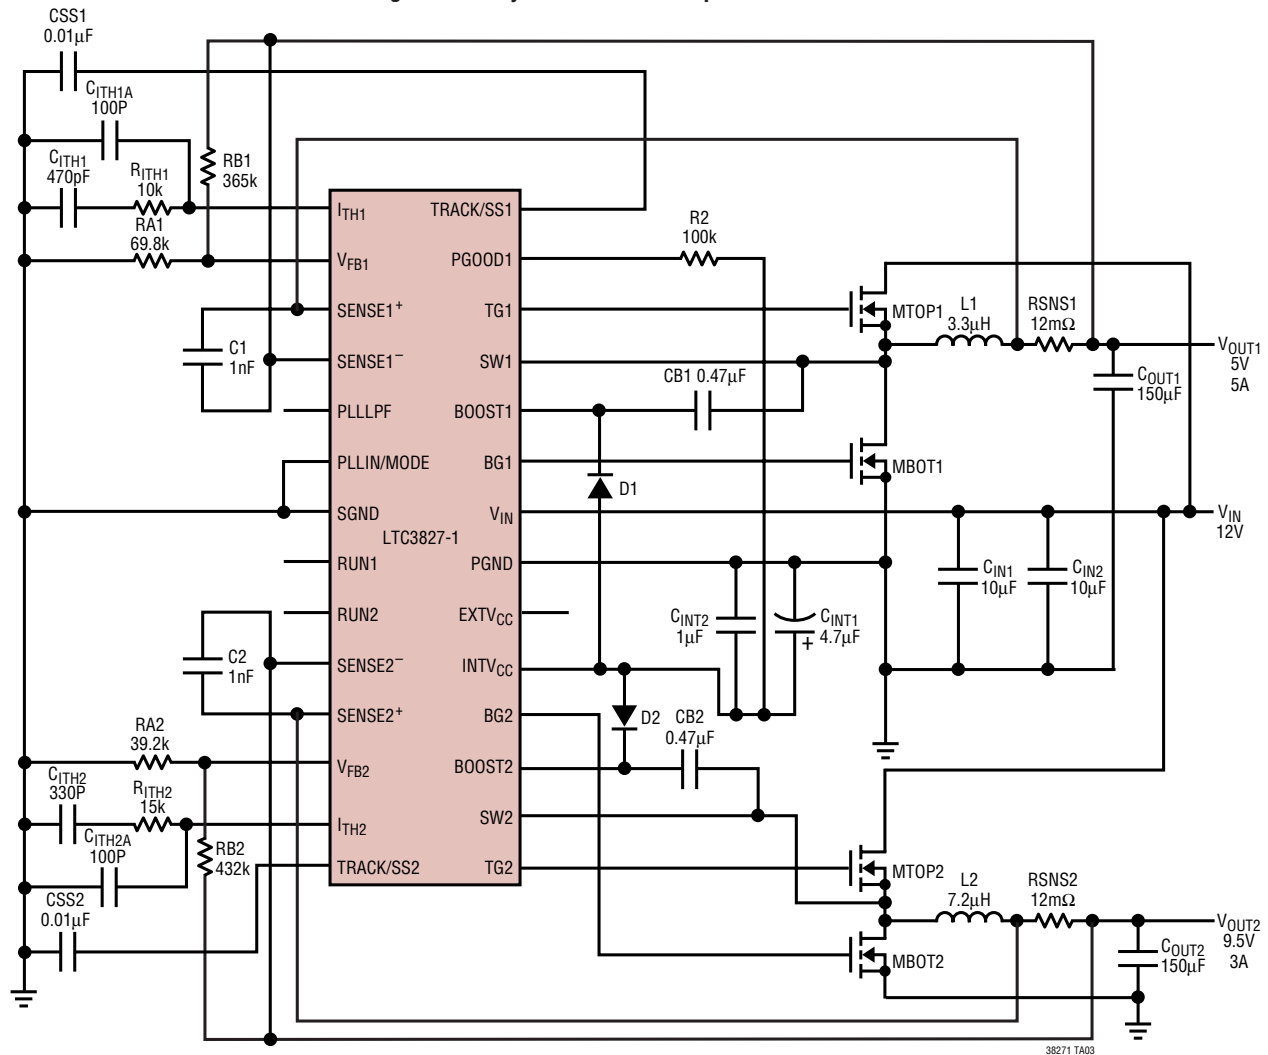 CSS1
0.01µF
CITH1A
100P
CITH1
470pF
RITH1
10k
RA1
69.8k
RB1
365k
C1
1nF
C2
1nF
RA2
39.2k
CITH2
330P
RITH2
15k
CITH2A
100P
RB2
432k
CSS2
0.01µF
ITH1
VFB1
SENSE1+
SENSE1–
PLLLPF
PLLIN/MODE
SGND
RUN1
RUN2
SENSE2–
SENSE2+
VFB2
ITH2
TRACK/SS2
LTC3827-1
TRACK/SS1
PGOOD1
TG1
SW1
BOOST1
BG1
VIN
PGND
EXTVCC
INTVCC
BG2
BOOST2
SW2
TG2
R2
100k
CB1 0.47µF
D1
CINT2
1µF
CINT1
4.7µF
+
D2
CB2
0.47µF
MTOP1
L1
3.3µH
RSNS1
12mΩ
VOUT1
5V
5A
COUT1
150µF
MBOT1
VIN
12V
CIN1
10µF
CIN2
10µF
MTOP2
L2
7.2µH
RSNS2
12mΩ
VOUT2
9.5V
3A
COUT2
150µF
MBOT2
38271 TA03